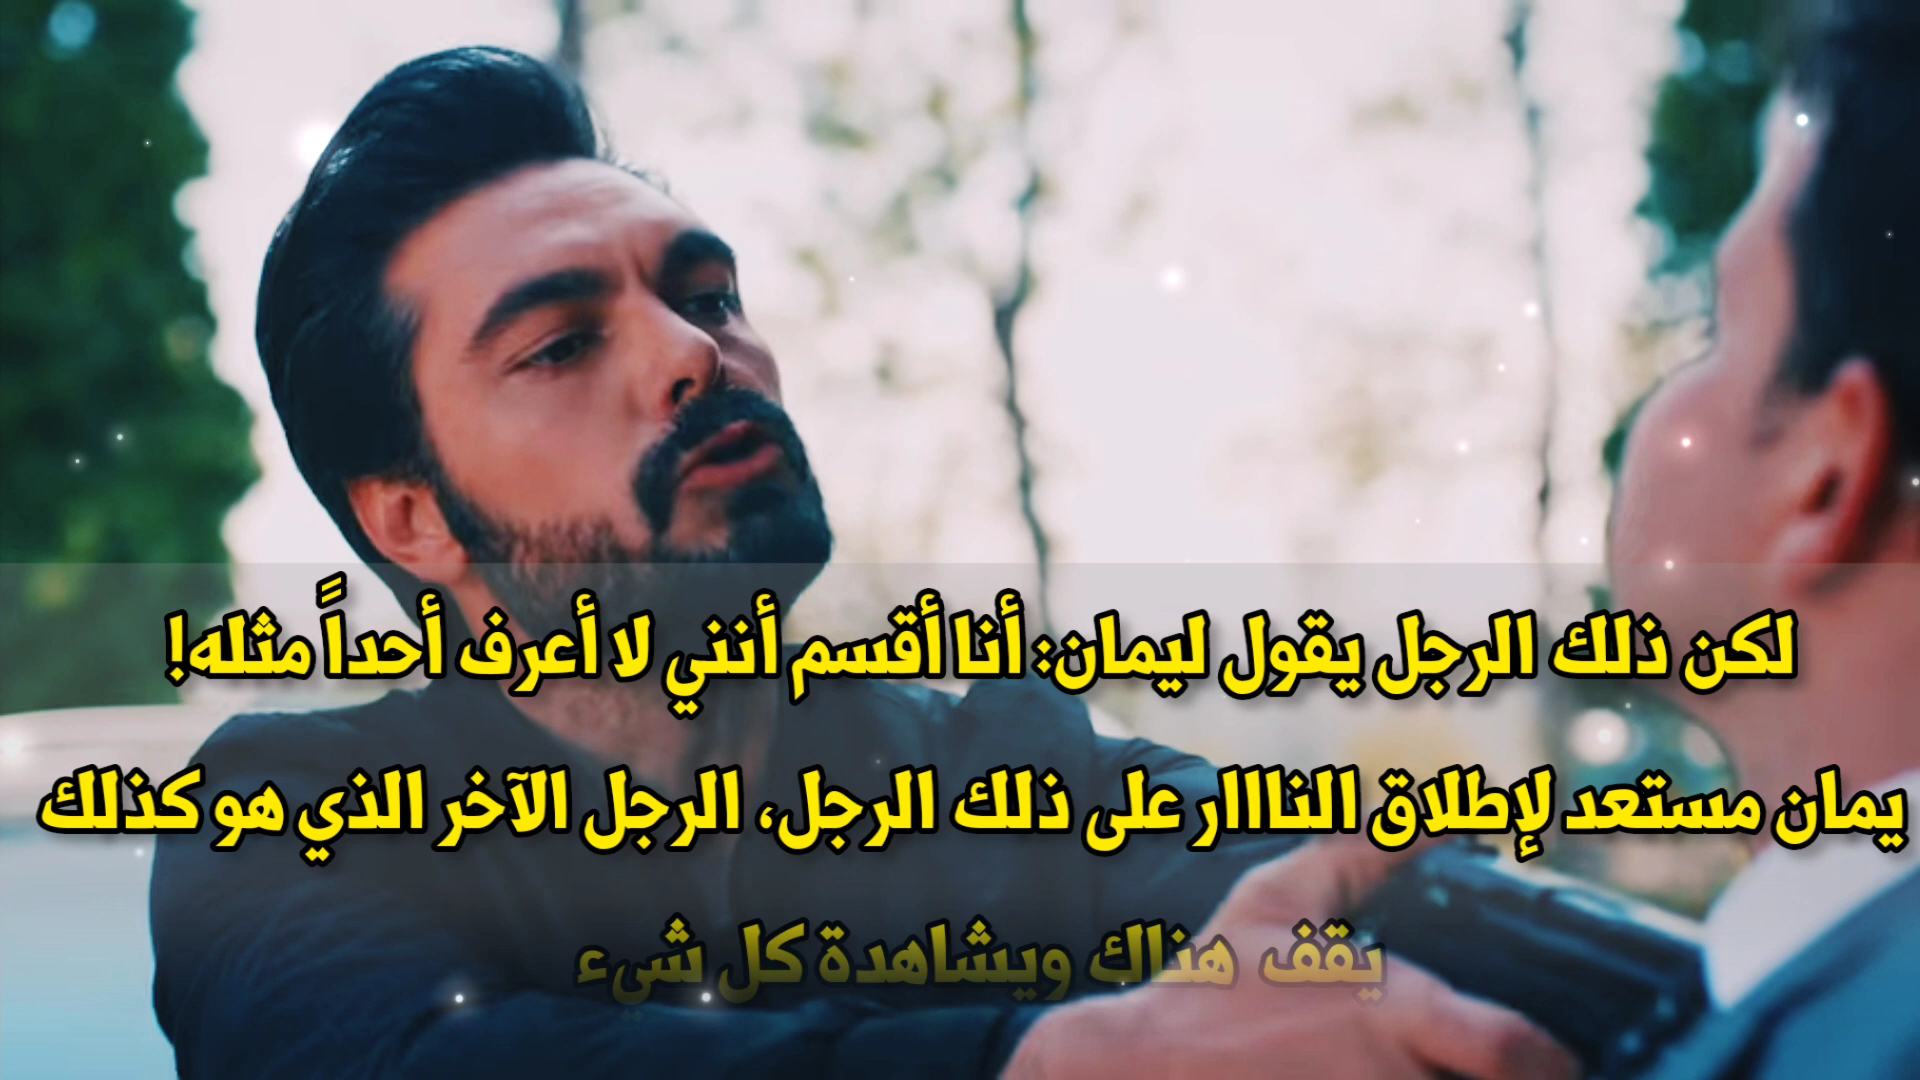 لكن ذلك الرجل يقول ليمان: أنا أقسمِ أنني لا أعرف أحداً مثله!
يمان مستعد لإطلاق الناااار على ذلك الرجل، الرجل الآخر الذي هو كذلك
يقف هناك ويشاهدة كل شيء